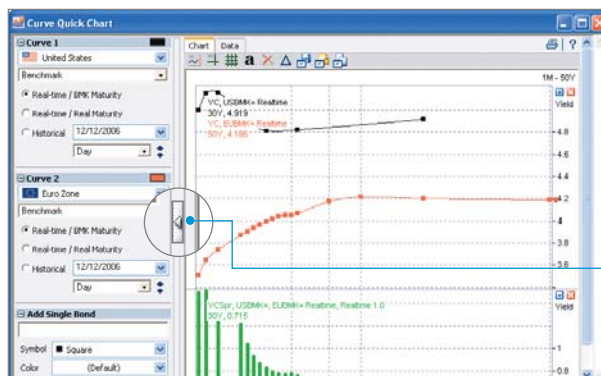 Curve Quick Chart
Curve 1
United States
Benchmark
Real-time / BMK Maturity
Real-time / Real Maturity
Historical 12/12/2006
Day
Curve 2
Euro Zone
Benchmark
Real-time / BMK Maturity
Real-time / Real Maturity
Historical 12/12/2006
Day
Add Single Bond
Symbol Square
Color (Default)
Chart Data
a
?
1M - 50Y
YC, USBMK= Realtime
30Y, 4.919
YC, EUBMK= Realtime
50Y, 4.186
Yield
4.8
4.6
4.4
4.2
4
3.8
3.6
YCSpr, USBMK=, EUBMK= Realtime, Realtime 1.0
30Y, 0.715
Yield
1
0.8